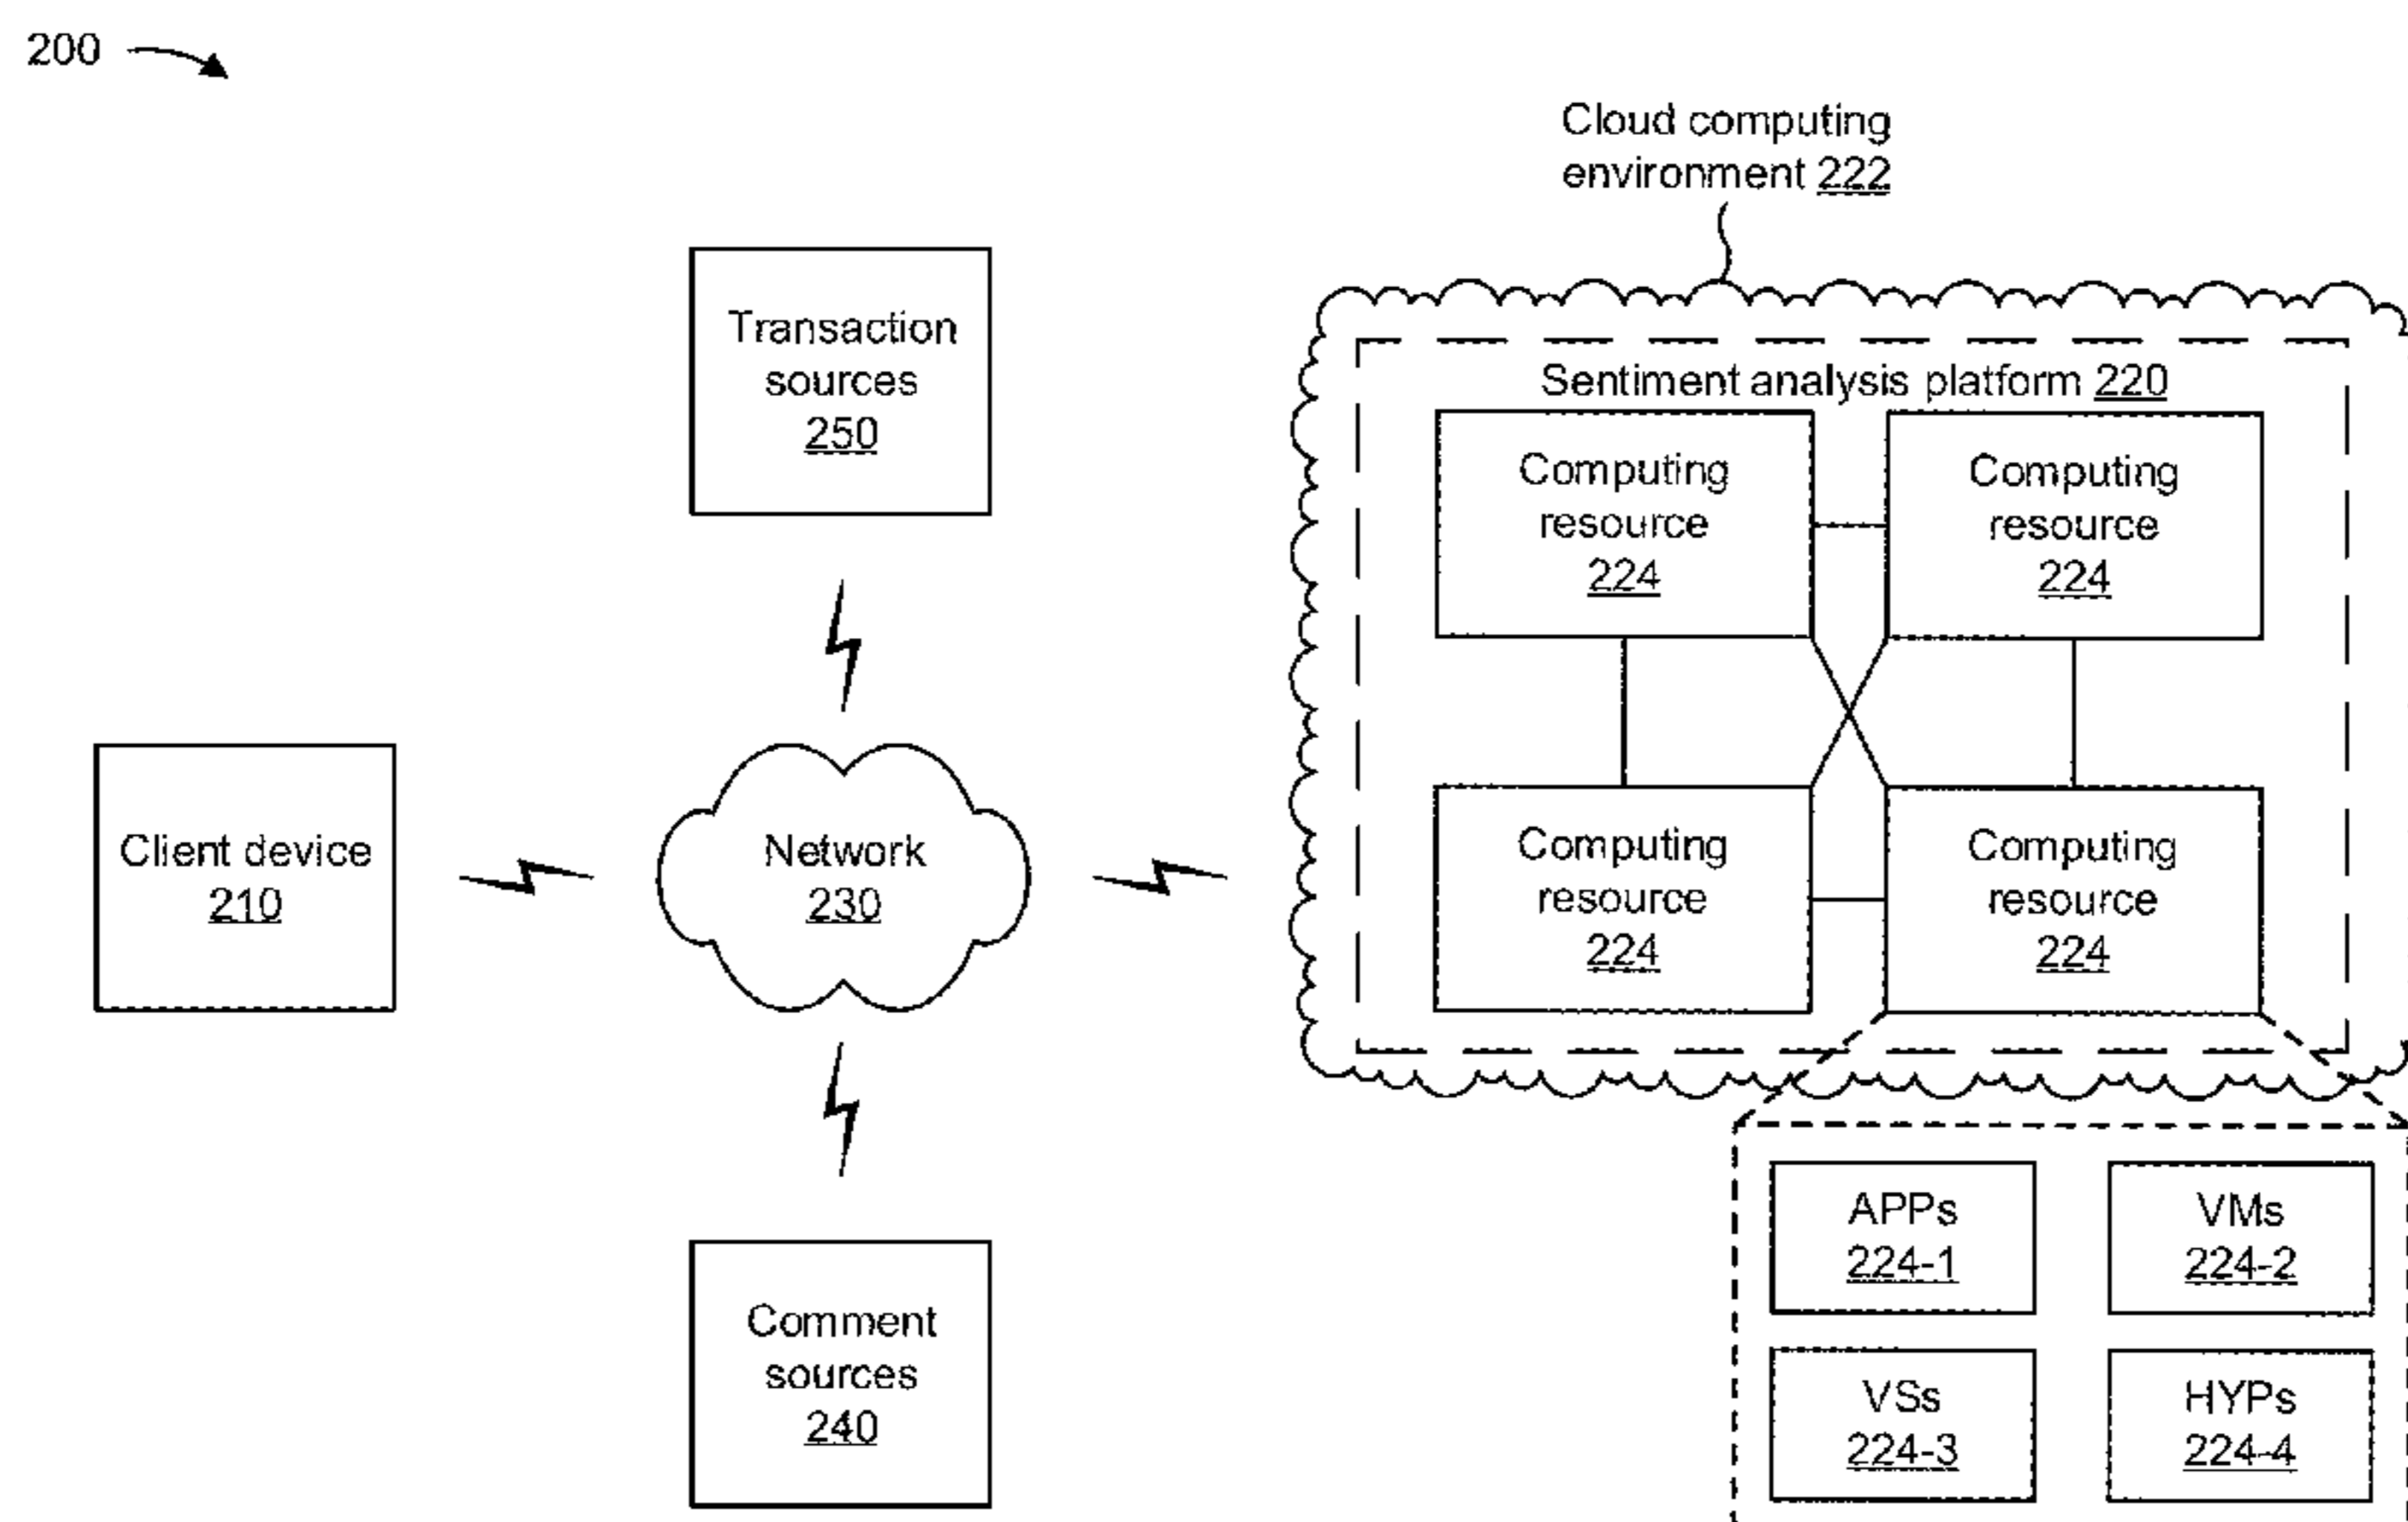 200
Cloud computing
environment 222
Transaction
sources
250
Sentiment analysis platform 220
Computing
resource
224
Computing
resource
224
Client device
210
Network
230
Computing
resource
224
Computing
resource
224
APPs
224-1
VMs
224-2
Comment
sources
240
VSs
224-3
HYPs
224-4